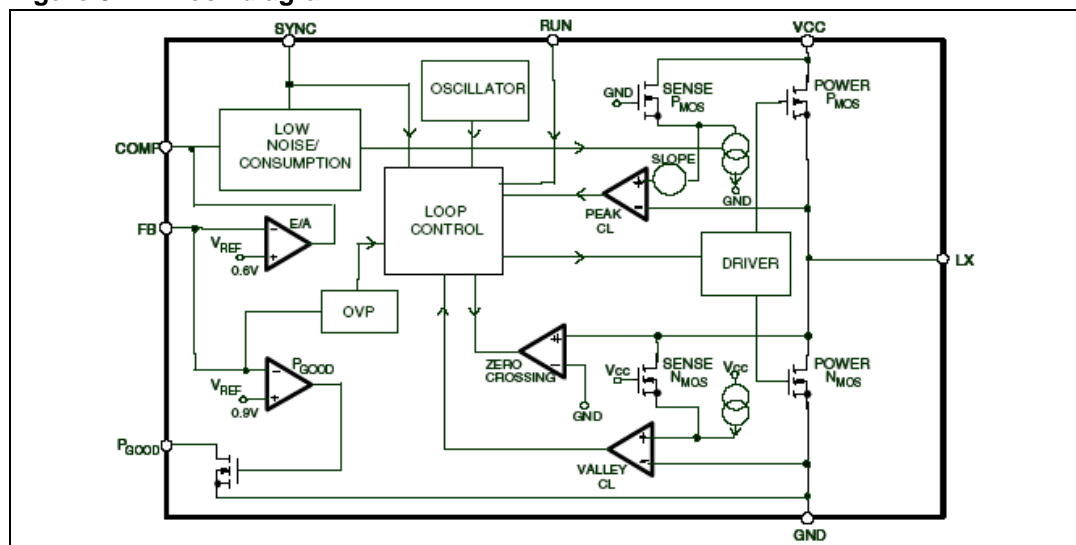 SYNC
RUN
VCC
OSCILLATOR
GND
SENSE
PMOS
POWER
PMOS
LOW
NOISE/
CONSUMPTION
COMP
SLOPE
GND
+
-
PEAK
CL
LOOP
CONTROL
FB
-
E/A
VREF
+
0.6V
DRIVER
LX
OVP
+
-
ZERO
CROSSING
GND
SENSE
NMOS
Vcc
Vcc
POWER
NMOS
-
PGOOD
VREF
+
0.9V
PGOOD
+
-
VALLEY
CL
GND